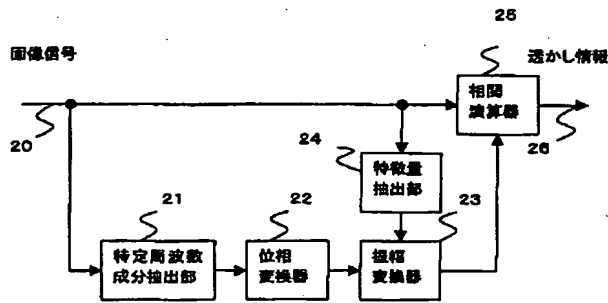 25
画像信号
透かし情報
相関
演算器
20
24
26
特徴量
抽出部
23
21
22
特定周波数
成分抽出部
位相
変換器
振幅
変換器